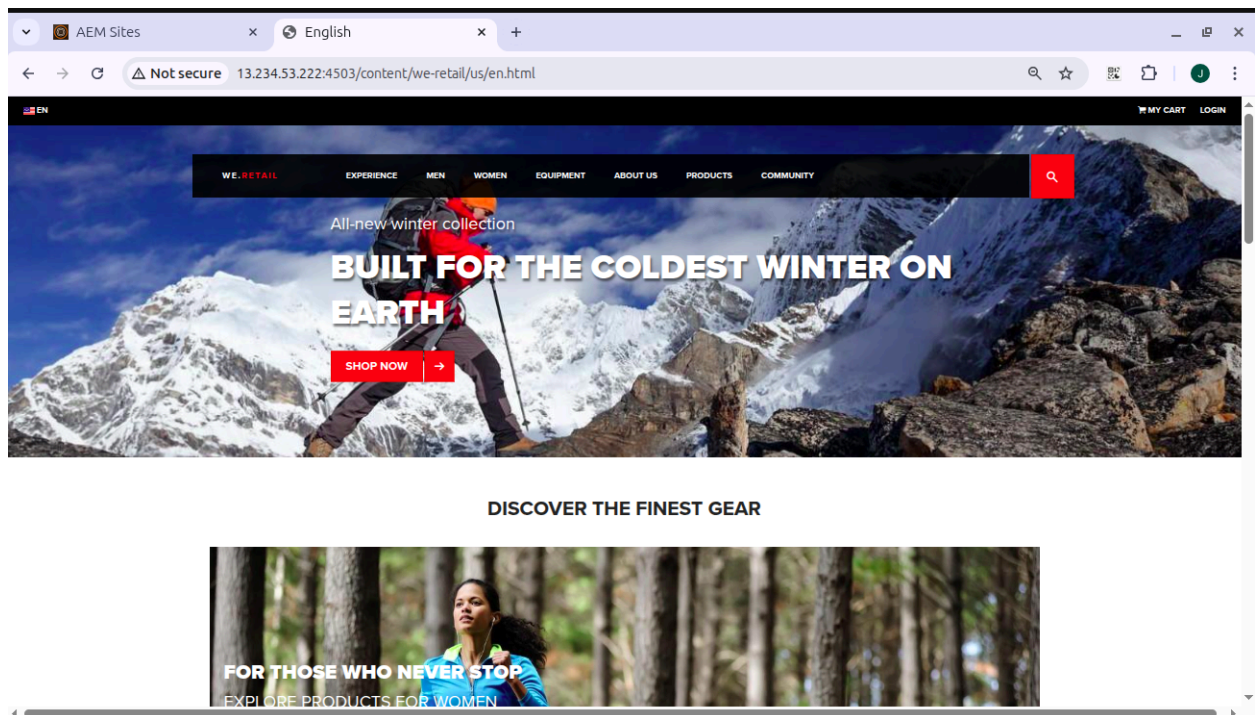 AEM Sites
English
Not secure 13.234.53.222:4503/content/we-retail/us/en.html
J
EN
MY CART LOGIN
WE.RETAIL EXPERIENCE MEN WOMEN EQUIPMENT ABOUT US PRODUCTS COMMUNITY
All-new winter collection
BUILT FOR THE COLDEST WINTER ON
EARTH
SHOP NOW
DISCOVER THE FINEST GEAR
FOR THOSE WHO NEVER STOP
EXPLORE PRODUCTS FOR WOMEN